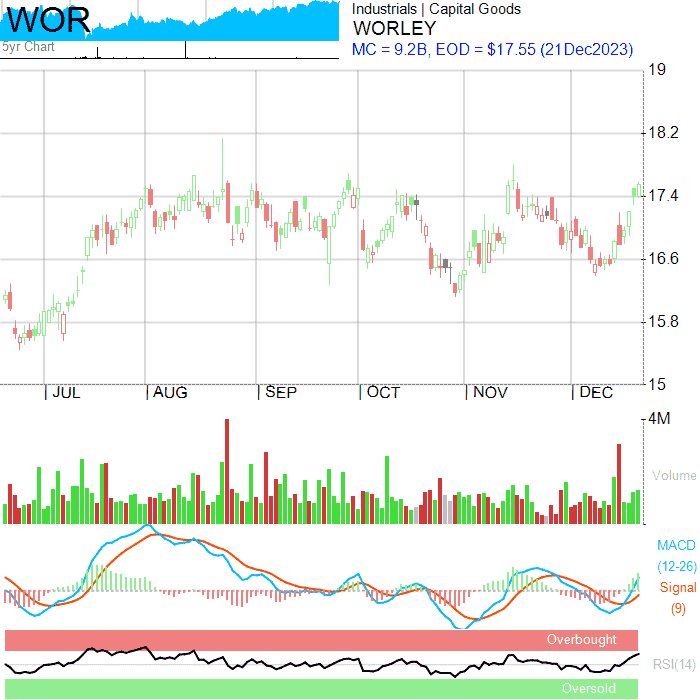 WOR
5yr Chart
Industrials | Capital Goods
WORLEY
MC = 9.2B, EOD = $17.55 (21Dec2023)
19
18.2
17.4
16.6
15.8
15
| JUL | AUG | SEP | OCT | NOV | DEC
4M
Volume
MACD
(12-26)
Signal
(9)
Overbought
RSI(14)
Oversold